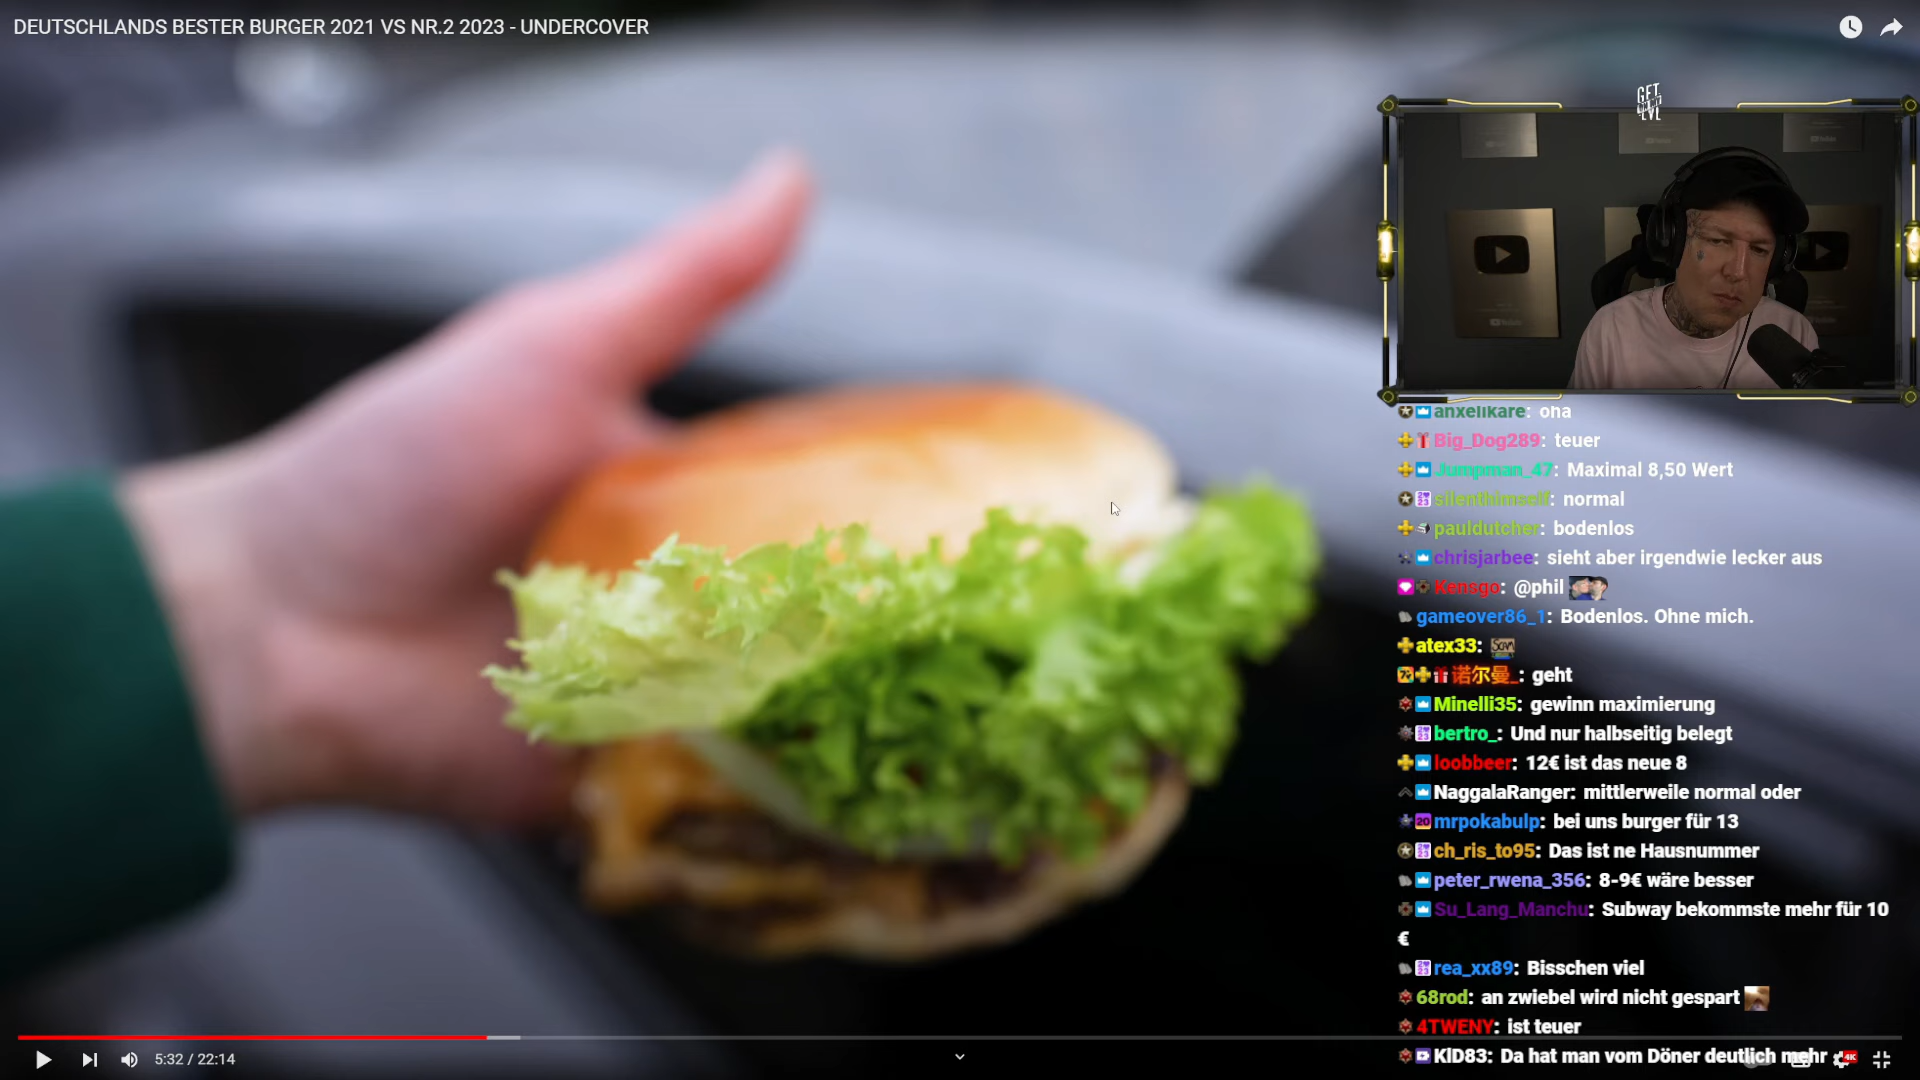 DEUTSCHLANDS BESTER BURGER 2021 VS NR.2 2023 - UNDERCOVER
GET
LVL
anxelikare: oha
Big_Dog289: teuer
Jumpman_47: Maximal 8,50 Wert
silenthimself: normal
pauldutcher: bodenlos
chrisjarbee: sieht aber irgendwie lecker aus
Kensgo: @phil
gameover86_1: Bodenlos. Ohne mich.
atex33:
诺尔曼_: geht
Minelli35: gewinn maximierung
bertro_: Und nur halbseitig belegt
loobbeer: 12€ ist das neue 8
NaggalaRanger: mittlerweile normal oder
mrpokabulp: bei uns burger für 13
ch_ris_to95: Das ist ne Hausnummer
peter_rwena_356: 8-9€ wäre besser
Su_Lang_Manchu: Subway bekommste mehr für 10
€
rea_xx89: Bisschen viel
68rod: an zwiebel wird nicht gespart
4TWENY: ist teuer
KlD83: Da hat man vom Döner deutlich mehr
5:32 / 22:14
4K